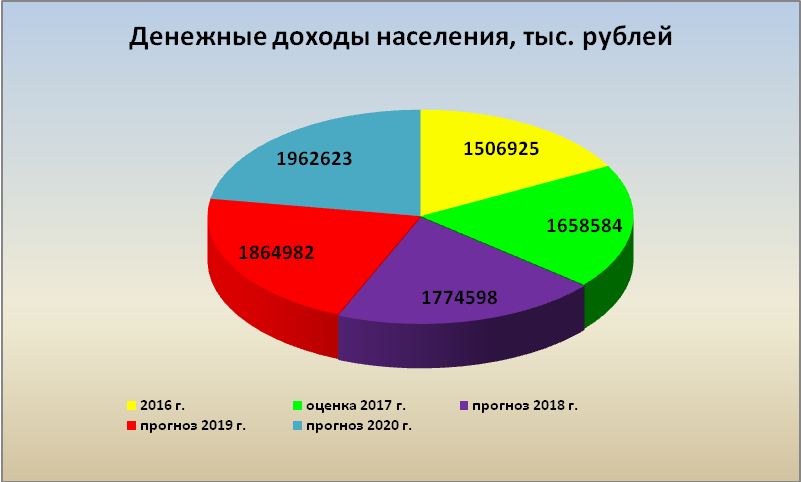 Денежные доходы населения, тыс. рублей
1506925
1962623
1658584
1864982
1774598
2016 г.
оценка 2017 г.
прогноз 2018 г.
прогноз 2019 г.
прогноз 2020 г.